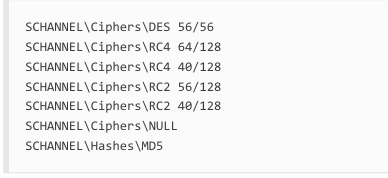 SCHANNEL\Ciphers\DES 56/56
SCHANNEL\Ciphers\RC4 64/128
SCHANNEL\Ciphers\RC4 40/128
SCHANNEL\Ciphers\RC2 56/128
SCHANNEL\Ciphers\RC2 40/128
SCHANNEL\Ciphers\NULL
SCHANNEL\Hashes\MD5